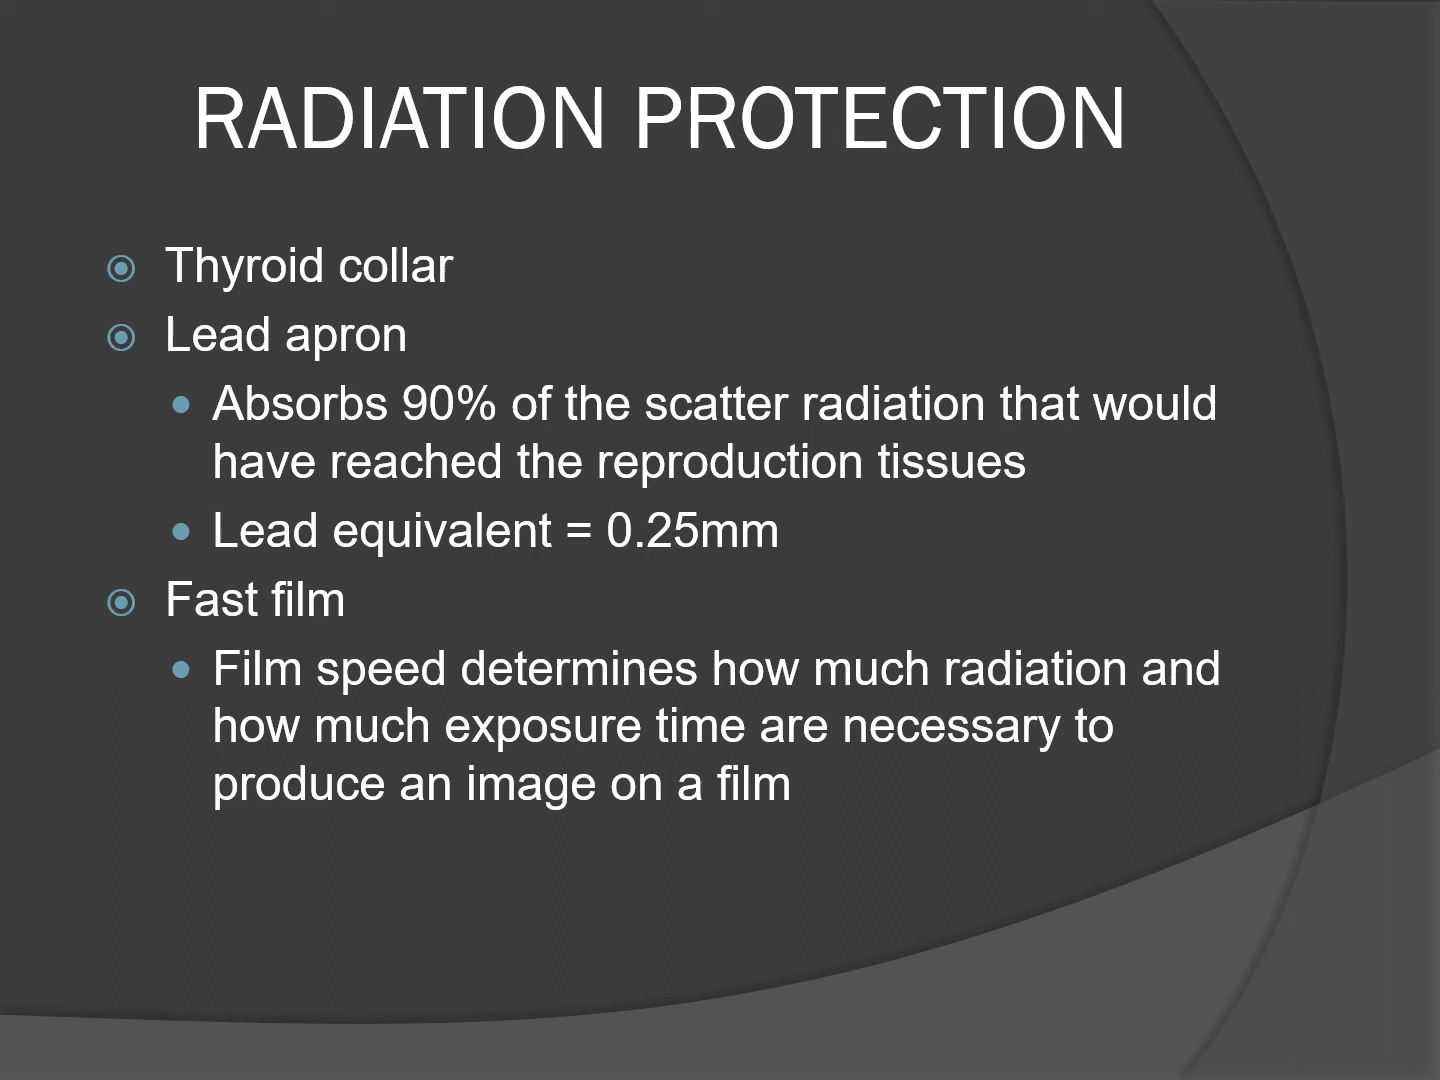 RADIATION PROTECTION
Thyroid collar
Lead apron
Absorbs 90% of the scatter radiation that would
have reached the reproduction tissues
Lead equivalent = 0.25mm
Fast film
Film speed determines how much radiation and
how much exposure time are necessary to
produce an image on a film